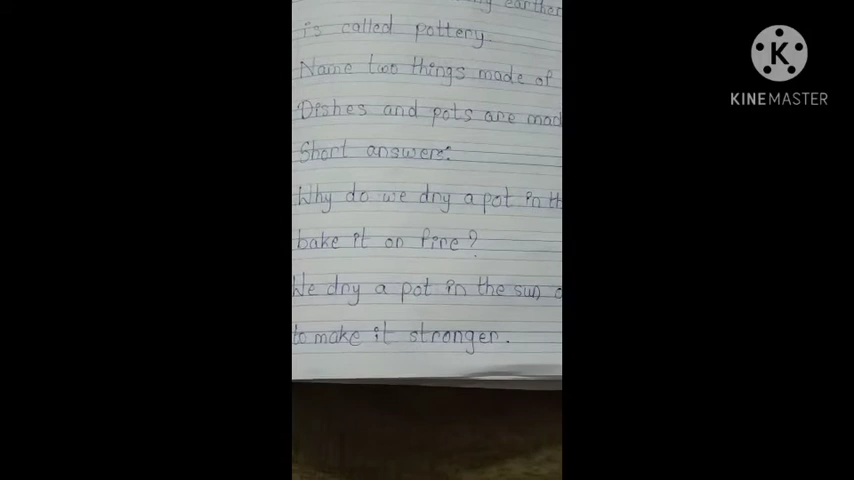 earther
is called pottery.
Name two things made of
Dishes and pots are mad
Short answers:
Why do we dry a pot in th
bake it on fire?
We dry a pot in the sun
to make it stronger.
K
KINEMASTER